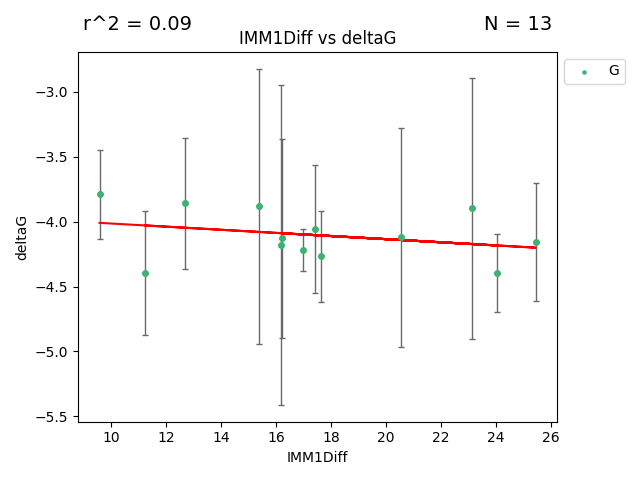 r^2 = 0.09
N = 13
IMM1Diff vs deltaG
G
−3.0
−3.5
−4.0
−4.5
−5.0
−5.5
deltaG
10 12 14 16 18 20 22 24 26
IMM1Diff